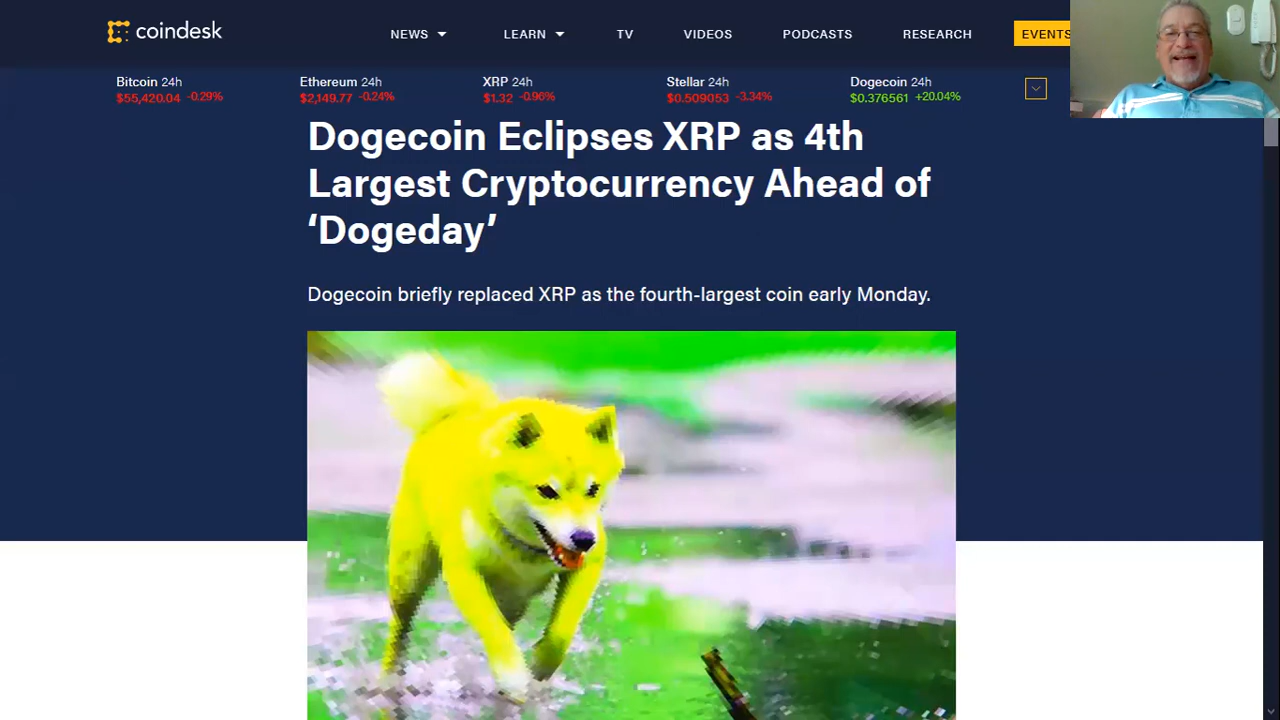 coindesk
NEWS LEARN TV VIDEOS PODCASTS RESEARCH EVENTS
Bitcoin 24h Ethereum 24h XRP 24h Stellar 24h Dogecoin 24h
$55,420.04 -0.29% $2,149.77 -0.24% $1.32 -0.96% $0.509053 -3.34% $0.376561 +20.04%
Dogecoin Eclipses XRP as 4th
Largest Cryptocurrency Ahead of
‘Dogeday’
Dogecoin briefly replaced XRP as the fourth-largest coin early Monday.